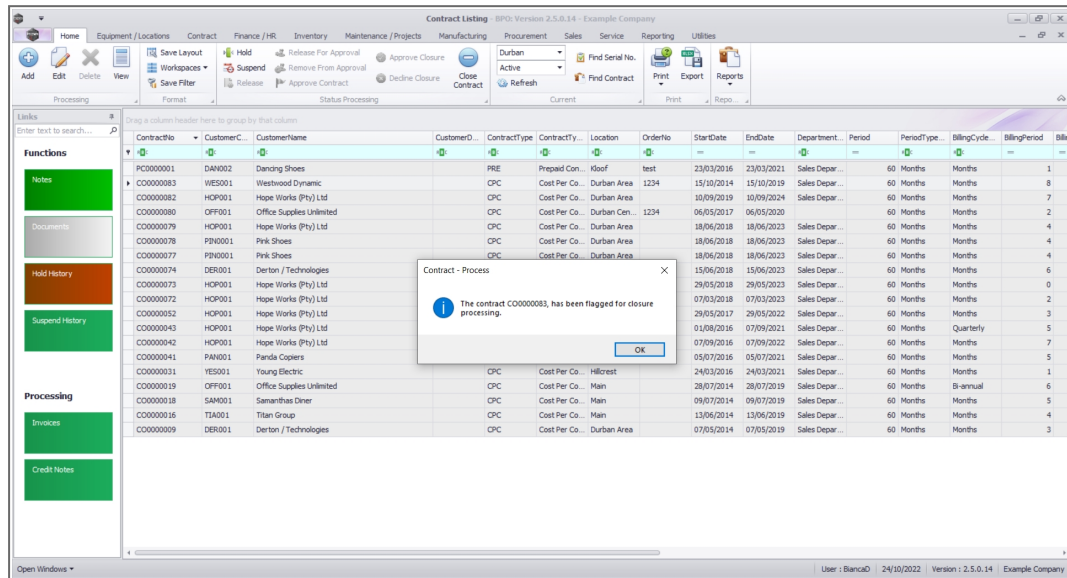 Contract Listing - BPO: Version 2.5.0.14 - Example Company
Home Equipment / Locations Contract Finance / HR Inventory Maintenance / Projects Manufacturing Procurement Sales Service Reporting Utilities
Add Edit Delete View
Processing
Save Layout
Workspaces
Save Filter
Format
Hold
Suspend
Release
Release For Approval
Remove From Approval
Approve Contract
Approve Closure
Decline Closure
Close Contract
Status Processing
Durban
Active
Refresh
Find Serial No.
Find Contract
Current
Print Export
Print
Reports
Repo...
Links
Enter text to search...
Functions
Notes
Documents
Hold History
Suspend History
Processing
Invoices
Credit Notes
Drag a column header here to group by that column
ContractNo CustomerC... CustomerName CustomerD... ContractType ContractTy... Location OrderNo StartDate EndDate Department... Period PeriodType... BillingCycle... BillingPeriod Billi
PC0000001 DAN002 Dancing Shoes PRE Prepaid Con... Kloof test 23/03/2016 23/03/2021 Sales Depar... 60 Months Months 1
CO0000083 WES001 Westwood Dynamic CPC Cost Per Co... Durban Area 1234 15/10/2014 15/10/2019 Sales Depar... 60 Months Months 8
CO0000082 HOP001 Hope Works (Pty) Ltd CPC Cost Per Co... Durban Area 10/09/2019 10/09/2024 Sales Depar... 60 Months Months 7
CO0000080 OFF001 Office Supplies Unlimited CPC Cost Per Co... Durban Cen... 1234 06/05/2017 06/05/2020 60 Months Months 2
CO0000079 HOP001 Hope Works (Pty) Ltd CPC Cost Per Co... Durban Area 18/06/2018 18/06/2023 Sales Depar... 60 Months Months 4
CO0000078 PIN0001 Pink Shoes CPC Cost Per Co... Durban Area 18/06/2018 18/06/2023 Sales Depar... 60 Months Months 4
CO0000077 PIN0001 Pink Shoes CPC Cost Per Co... Durban Area 18/06/2018 18/06/2023 Sales Depar... 60 Months Months 4
CO0000074 DER001 Derton / Technologies 15/06/2018 15/06/2023 Sales Depar... 60 Months Months 6
CO0000073 HOP001 Hope Works (Pty) Ltd 29/05/2018 29/05/2023 Sales Depar... 60 Months Months 0
CO0000072 HOP001 Hope Works (Pty) Ltd 07/03/2018 07/03/2023 Sales Depar... 60 Months Months 2
CO0000052 HOP001 Hope Works (Pty) Ltd 29/05/2017 29/05/2022 Sales Depar... 60 Months Months 3
CO0000043 HOP001 Hope Works (Pty) Ltd 01/08/2016 07/09/2021 Sales Depar... 60 Months Quarterly 5
CO0000042 HOP001 Hope Works (Pty) Ltd 07/09/2016 07/09/2022 Sales Depar... 60 Months Months 7
CO0000041 PAN001 Panda Copiers 05/07/2016 05/07/2021 Sales Depar... 60 Months Months 5
CO0000031 YES001 Young Electric CPC Cost Per Co... Hillcrest 24/03/2016 24/03/2021 Sales Depar... 60 Months Months 1
CO0000019 OFF001 Office Supplies Unlimited CPC Cost Per Co... Main 28/07/2014 28/07/2019 Sales Depar... 60 Months Bi-annual 6
CO0000018 SAM001 Samanthas Diner CPC Cost Per Co... Main 09/07/2014 09/07/2019 Sales Depar... 60 Months Months 5
CO0000016 TIA001 Titan Group CPC Cost Per Co... Main 13/06/2014 13/06/2019 Sales Depar... 60 Months Months 4
CO0000009 DER001 Derton / Technologies CPC Cost Per Co... Durban Area 07/05/2014 07/05/2019 Sales Depar... 60 Months Months 3
Contract - Process
The contract CO0000083, has been flagged for closure
processing.
OK
Open Windows User : BiancaD 24/10/2022 Version : 2.5.0.14 Example Company